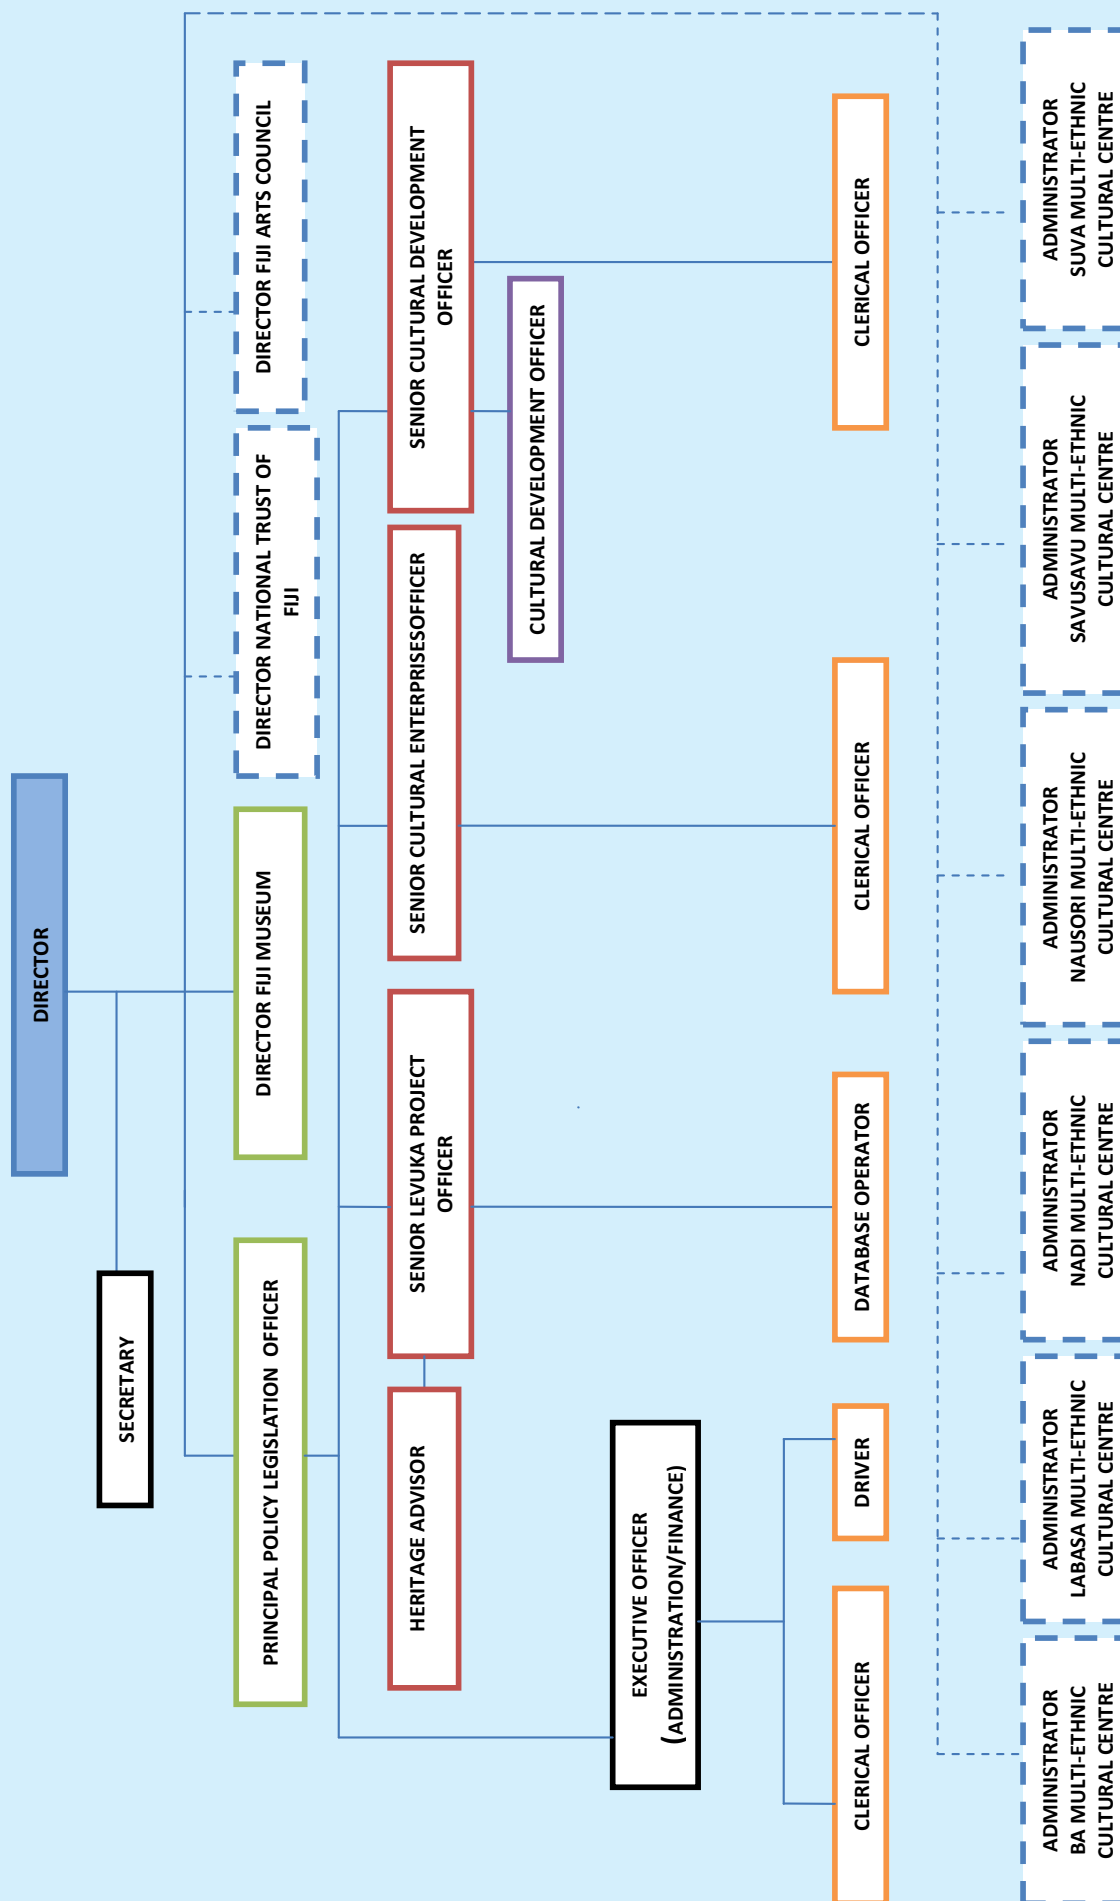 DIRECTOR
SECRETARY
PRINCIPAL POLICY LEGISLATION OFFICER
DIRECTOR FIJI MUSEUM
DIRECTOR NATIONAL TRUST OF
FIJI
DIRECTOR FIJI ARTS COUNCIL
HERITAGE ADVISOR
SENIOR LEVUKA PROJECT
OFFICER
SENIOR CULTURAL ENTERPRISESOFFICER
SENIOR CULTURAL DEVELOPMENT
OFFICER
CULTURAL DEVELOPMENT OFFICER
EXECUTIVE OFFICER
(ADMINISTRATION/FINANCE)
CLERICAL OFFICER
DRIVER
DATABASE OPERATOR
CLERICAL OFFICER
CLERICAL OFFICER
ADMINISTRATOR
BA MULTI-ETHNIC
CULTURAL CENTRE
ADMINISTRATOR
LABASA MULTI-ETHNIC
CULTURAL CENTRE
ADMINISTRATOR
NADI MULTI-ETHNIC
CULTURAL CENTRE
ADMINISTRATOR
NAUSORI MULTI-ETHNIC
CULTURAL CENTRE
ADMINISTRATOR
SAVUSAVU MULTI-ETHNIC
CULTURAL CENTRE
ADMINISTRATOR
SUVA MULTI-ETHNIC
CULTURAL CENTRE